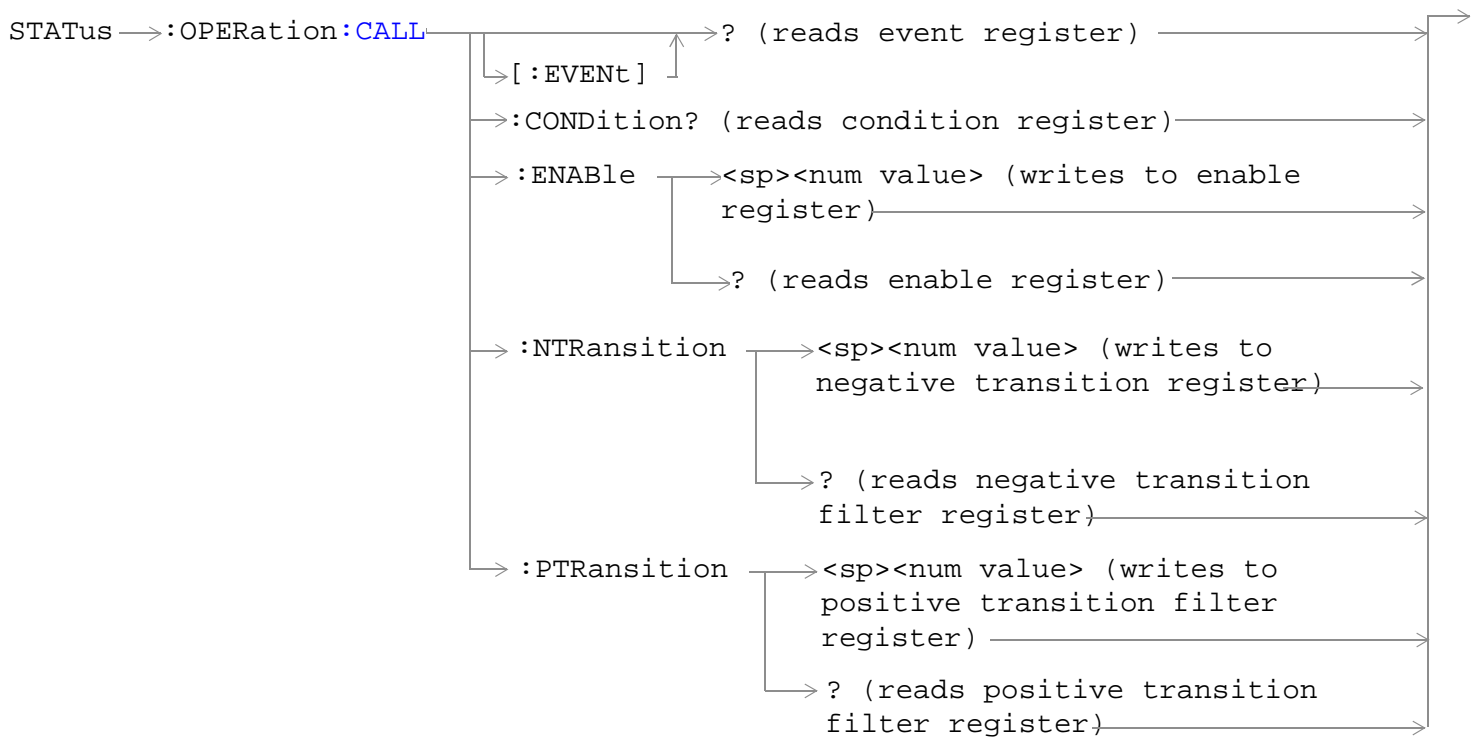 STATus :OPERation:CALL ? (reads event register)
[:EVENt]
:CONDition? (reads condition register)
:ENABle <sp><num value> (writes to enable
register)
? (reads enable register)
:NTRansition <sp><num value> (writes to
negative transition register)
? (reads negative transition
filter register)
:PTRansition <sp><num value> (writes to
positive transition filter
register)
? (reads positive transition
filter register)